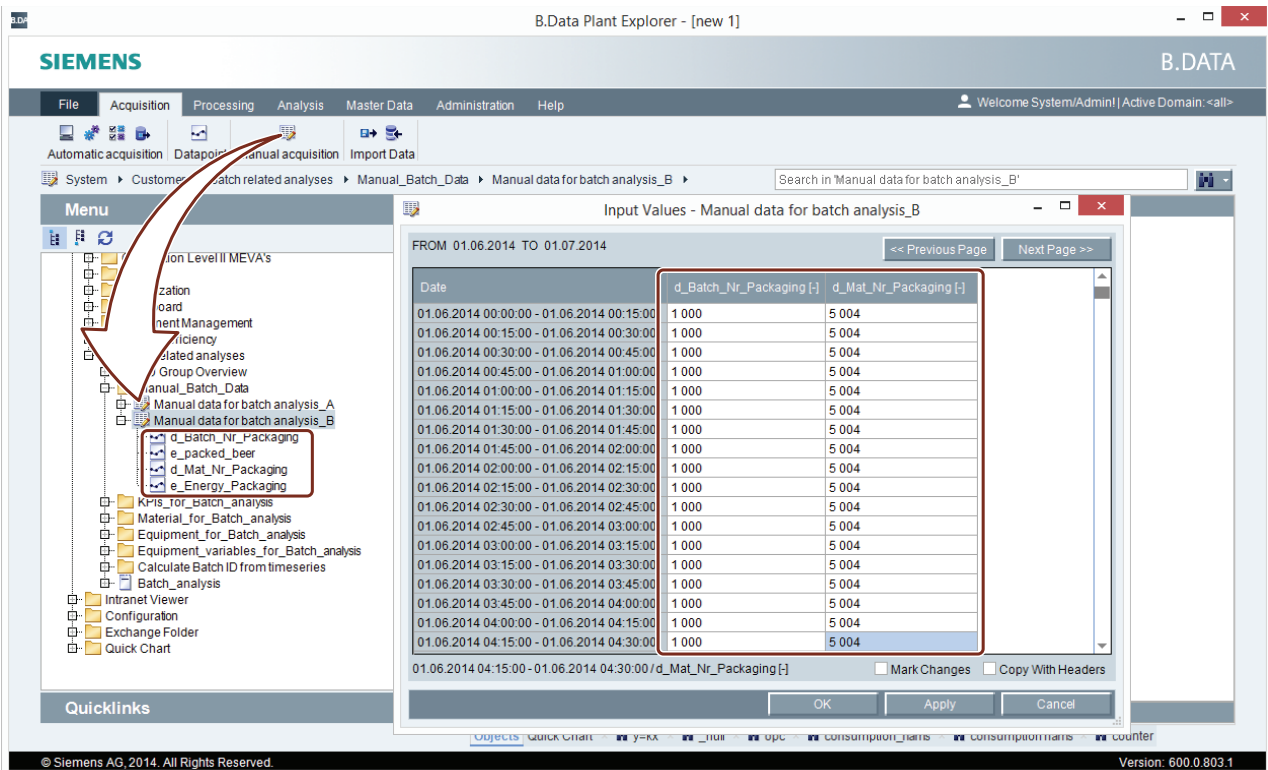 B.DA
B.Data Plant Explorer - [new 1]
SIEMENS
B.DATA
File Acquisition Processing Analysis Master Data Administration Help
Welcome System/Admin! | Active Domain: <all>
Automatic acquisition Manual acquisition Import Data
System Manual_Batch_Data Manual data for batch analysis_B
related analyses
Search in 'Manual data for batch analysis_B'
Menu
Level II MEVA's
Management
related analyses
Group Overview
Manual_Batch_Data
Manual data for batch analysis_A
Manual data for batch analysis_B
d_Batch_Nr_Packaging
e_packed_beer
d_Mat_Nr_Packaging
e_Energy_Packaging
KPIs_for_Batch_analysis
Material_for_Batch_analysis
Equipment_for_Batch_analysis
Equipment_variables_for_Batch_analysis
Calculate Batch ID from timeseries
Batch_analysis
Intranet Viewer
Configuration
Exchange Folder
Quick Chart
Quicklinks
Input Values - Manual data for batch analysis_B
FROM 01.06.2014 TO 01.07.2014
<< Previous Page Next Page >>
Date d_Batch_Nr_Packaging [-] d_Mat_Nr_Packaging [-]
01.06.2014 00:00:00 - 01.06.2014 00:15:00 1 000 5 004
01.06.2014 00:15:00 - 01.06.2014 00:30:00 1 000 5 004
01.06.2014 00:30:00 - 01.06.2014 00:45:00 1 000 5 004
01.06.2014 00:45:00 - 01.06.2014 01:00:00 1 000 5 004
01.06.2014 01:00:00 - 01.06.2014 01:15:00 1 000 5 004
01.06.2014 01:15:00 - 01.06.2014 01:30:00 1 000 5 004
01.06.2014 01:30:00 - 01.06.2014 01:45:00 1 000 5 004
01.06.2014 01:45:00 - 01.06.2014 02:00:00 1 000 5 004
01.06.2014 02:00:00 - 01.06.2014 02:15:00 1 000 5 004
01.06.2014 02:15:00 - 01.06.2014 02:30:00 1 000 5 004
01.06.2014 02:30:00 - 01.06.2014 02:45:00 1 000 5 004
01.06.2014 02:45:00 - 01.06.2014 03:00:00 1 000 5 004
01.06.2014 03:00:00 - 01.06.2014 03:15:00 1 000 5 004
01.06.2014 03:15:00 - 01.06.2014 03:30:00 1 000 5 004
01.06.2014 03:30:00 - 01.06.2014 03:45:00 1 000 5 004
01.06.2014 03:45:00 - 01.06.2014 04:00:00 1 000 5 004
01.06.2014 04:00:00 - 01.06.2014 04:15:00 1 000 5 004
01.06.2014 04:15:00 - 01.06.2014 04:30:00 1 000 5 004
01.06.2014 04:15:00 - 01.06.2014 04:30:00 / d_Mat_Nr_Packaging [-]
Mark Changes Copy With Headers
OK Apply Cancel
Objects Quick Chart y=kx _null opc consumption_hans consumption hans counter
© Siemens AG, 2014. All Rights Reserved.
Version: 600.0.803.1